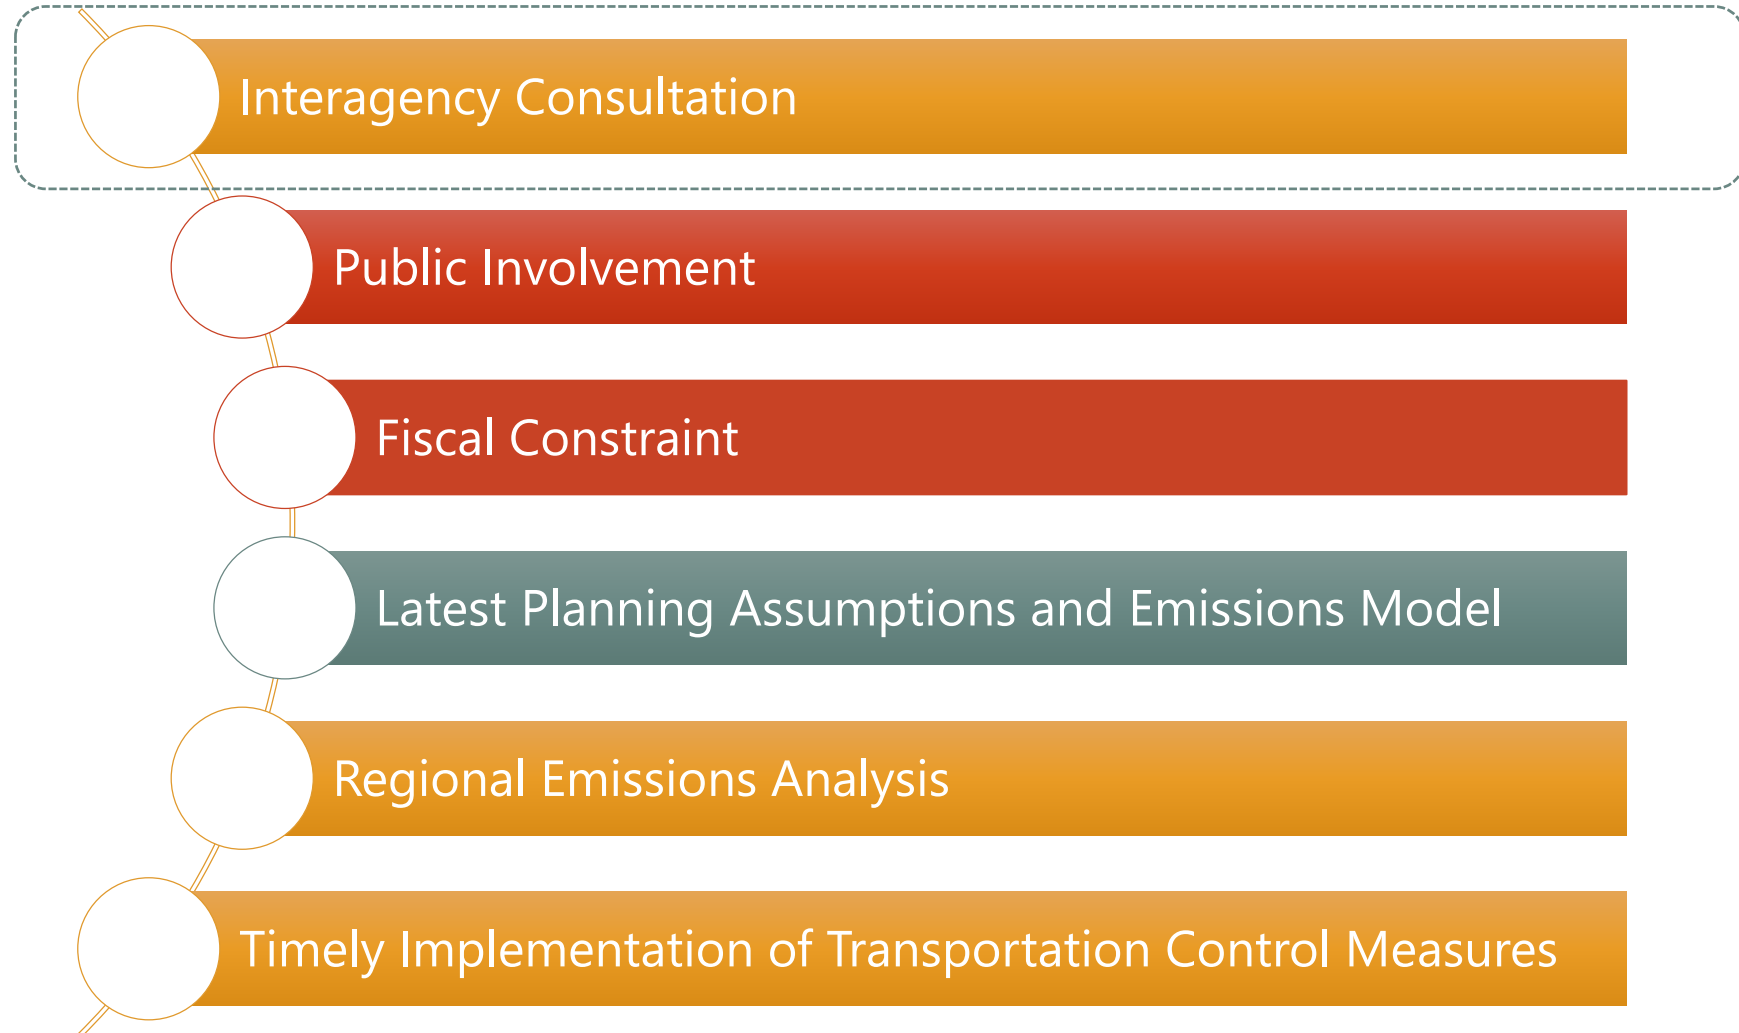 Interagency Consultation
Public Involvement
Fiscal Constraint
Latest Planning Assumptions and Emissions Model
Regional Emissions Analysis
Timely Implementation of Transportation Control Measures